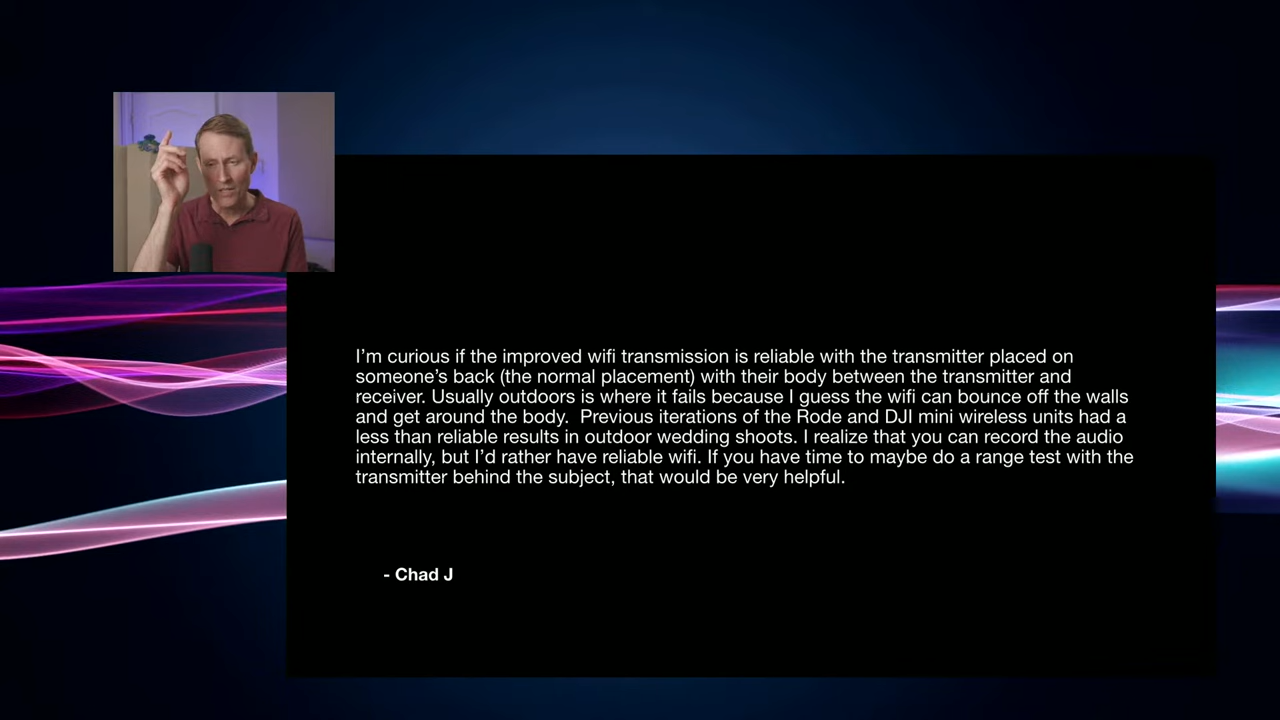 I'm curious if the improved wifi transmission is reliable with the transmitter placed on
someone's back (the normal placement) with their body between the transmitter and
receiver. Usually outdoors is where it fails because I guess the wifi can bounce off the walls
and get around the body.  Previous iterations of the Rode and DJI mini wireless units had a
less than reliable results in outdoor wedding shoots. I realize that you can record the audio
internally, but I'd rather have reliable wifi. If you have time to maybe do a range test with the
transmitter behind the subject, that would be very helpful.
- Chad J